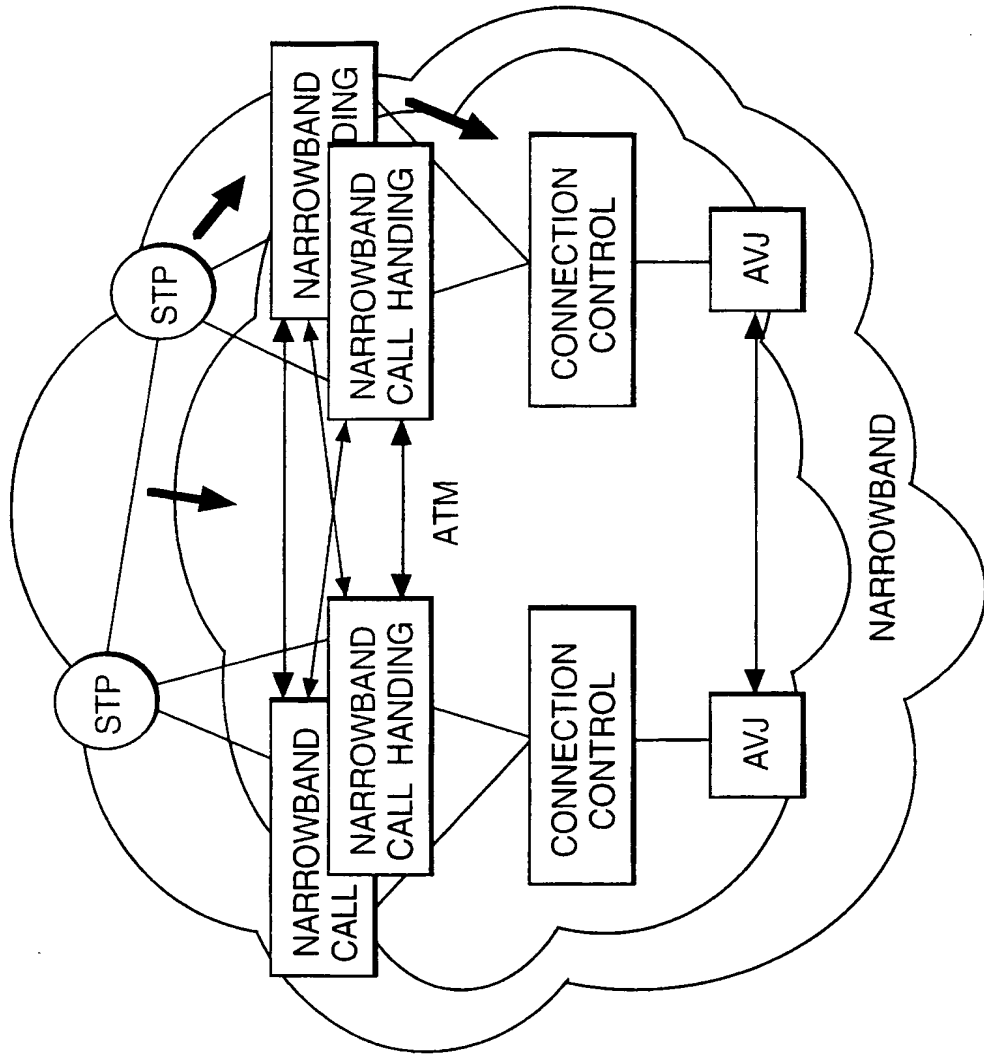 STP
STP
NARROWBAND
CALL
NARROWBAND
DING
NARROWBAND
CALL HANDING
NARROWBAND
CALL HANDING
ATM
CONNECTION
CONTROL
CONNECTION
CONTROL
AVJ
AVJ
NARROWBAND